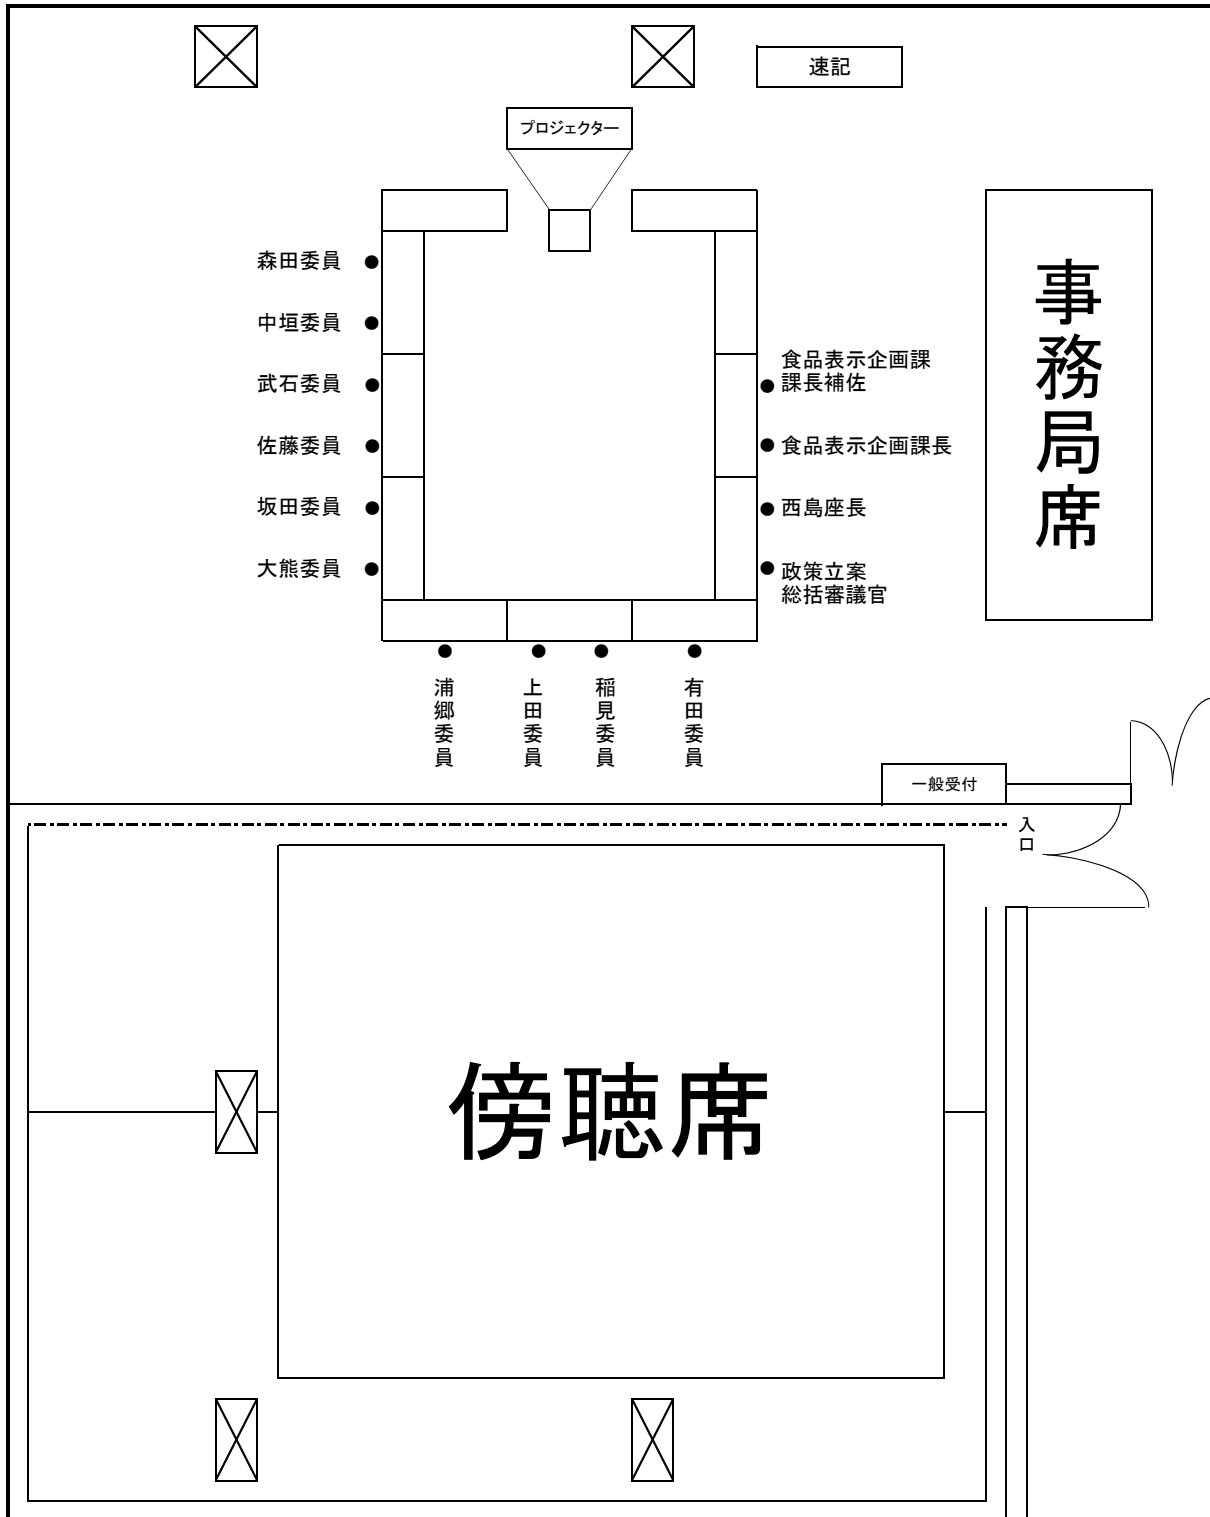 速記
プロジェクター
事務局席
森田委員
中垣委員
武石委員
佐藤委員
坂田委員
大熊委員
食品表示企画課
課長補佐
食品表示企画課長
西島座長
政策立案
総括審議官
浦郷委員
上田委員
稲見委員
有田委員
一般受付
入口
傍聴席